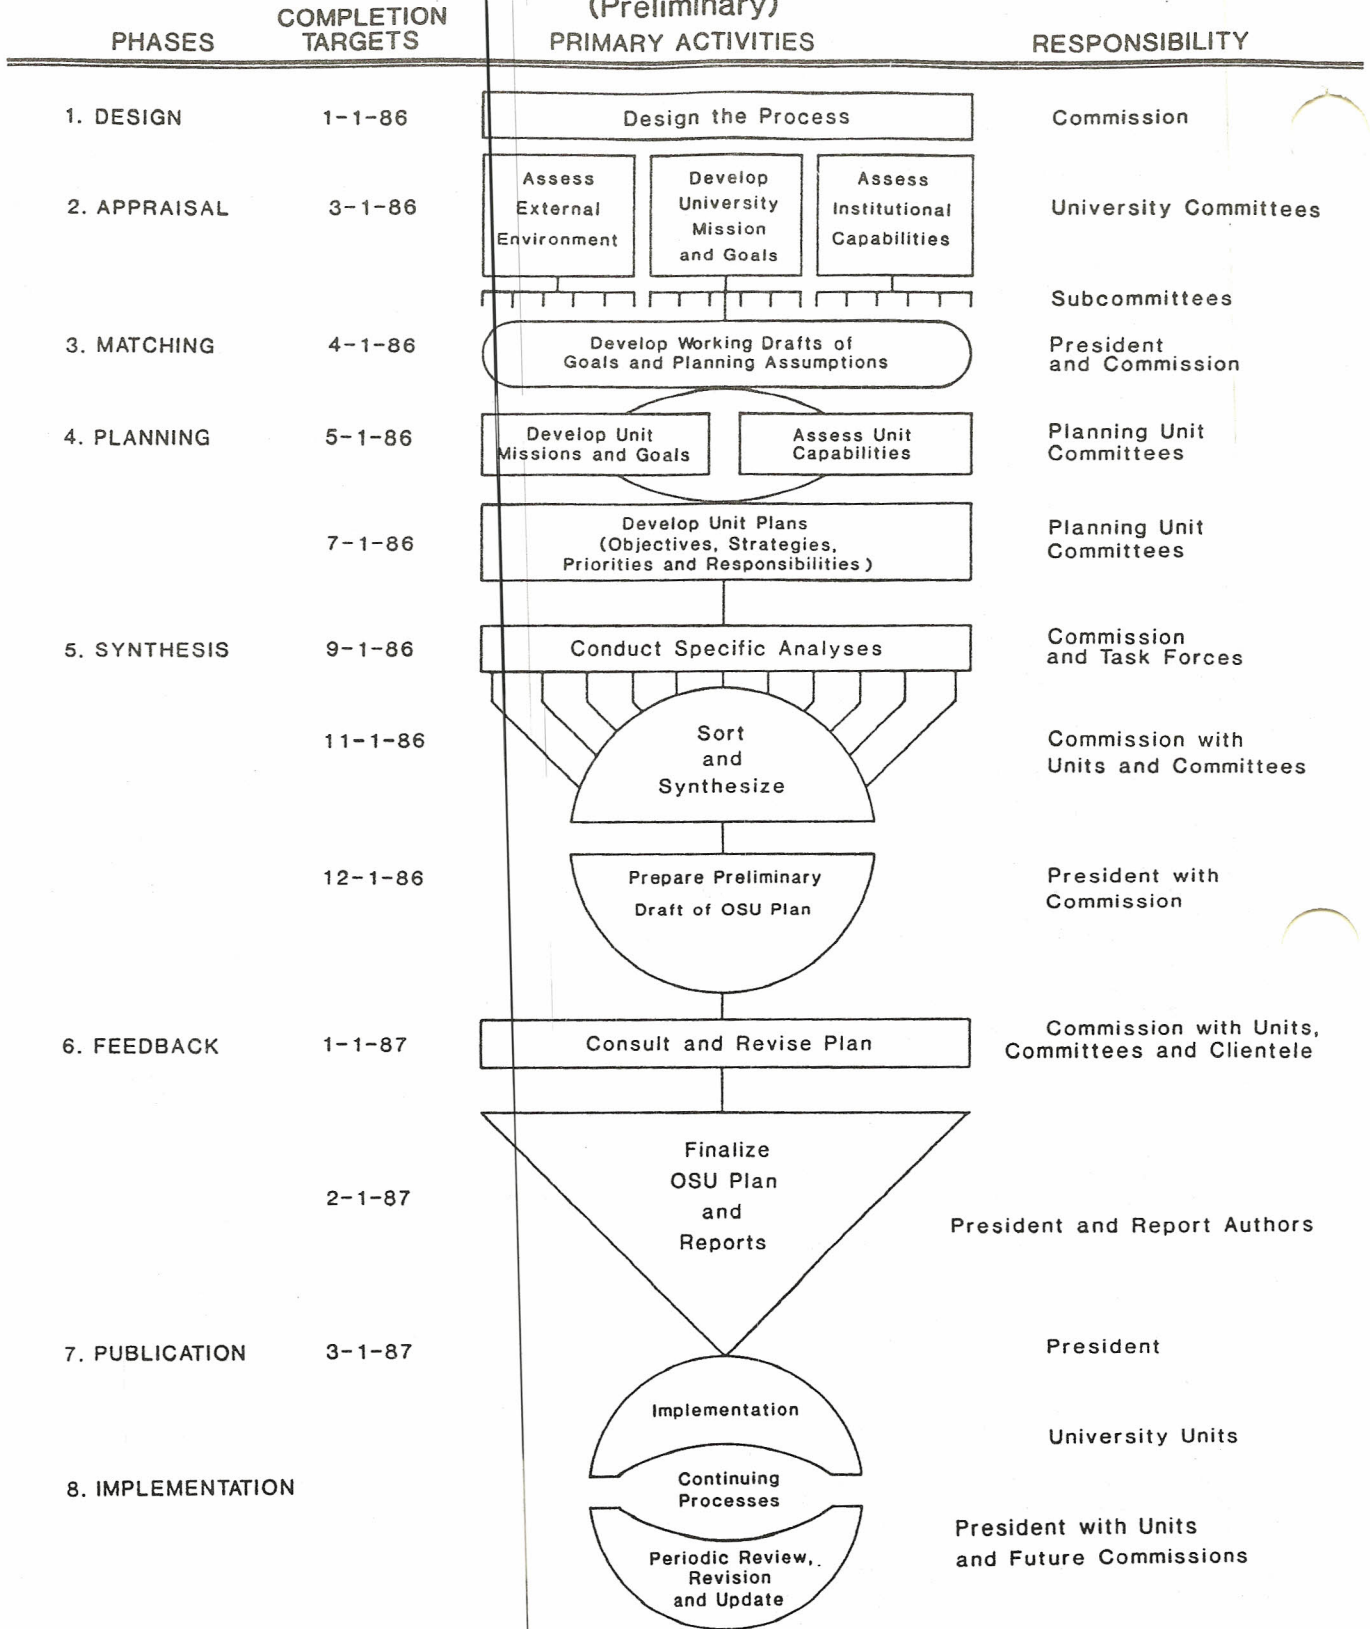 (Preliminary)
PHASES
COMPLETION
TARGETS
PRIMARY ACTIVITIES
RESPONSIBILITY
1. DESIGN
1-1-86
Design the Process
Commission
2. APPRAISAL
3-1-86
Assess
External
Environment
Develop
University
Mission
and Goals
Assess
Institutional
Capabilities
University Committees
Subcommittees
3. MATCHING
4-1-86
Develop Working Drafts of
Goals and Planning Assumptions
President
and Commission
4. PLANNING
5-1-86
Develop Unit
Missions and Goals
Assess Unit
Capabilities
Planning Unit
Committees
7-1-86
Develop Unit Plans
(Objectives, Strategies,
Priorities and Responsibilities)
Planning Unit
Committees
5. SYNTHESIS
9-1-86
Conduct Specific Analyses
Commission
and Task Forces
11-1-86
Sort
and
Synthesize
Commission with
Units and Committees
12-1-86
Prepare Preliminary
Draft of OSU Plan
President with
Commission
6. FEEDBACK
1-1-87
Consult and Revise Plan
Commission with Units,
Committees and Clientele
2-1-87
Finalize
OSU Plan
and
Reports
President and Report Authors
7. PUBLICATION
3-1-87
President
Implementation
University Units
8. IMPLEMENTATION
Continuing
Processes
Periodic Review,
Revision
and Update
President with Units
and Future Commissions